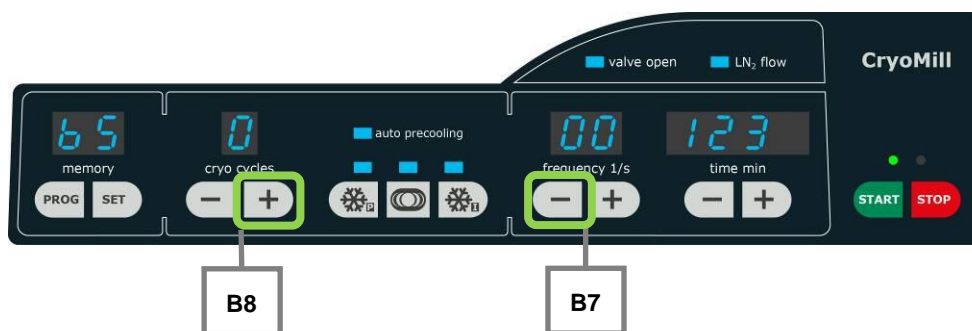 valve open LN₂ flow CryoMill
b5 0 auto precooling 00 123
memory cryo cycles frequency 1/s time min
PROG SET − + P I − + − + START STOP
B8 B7